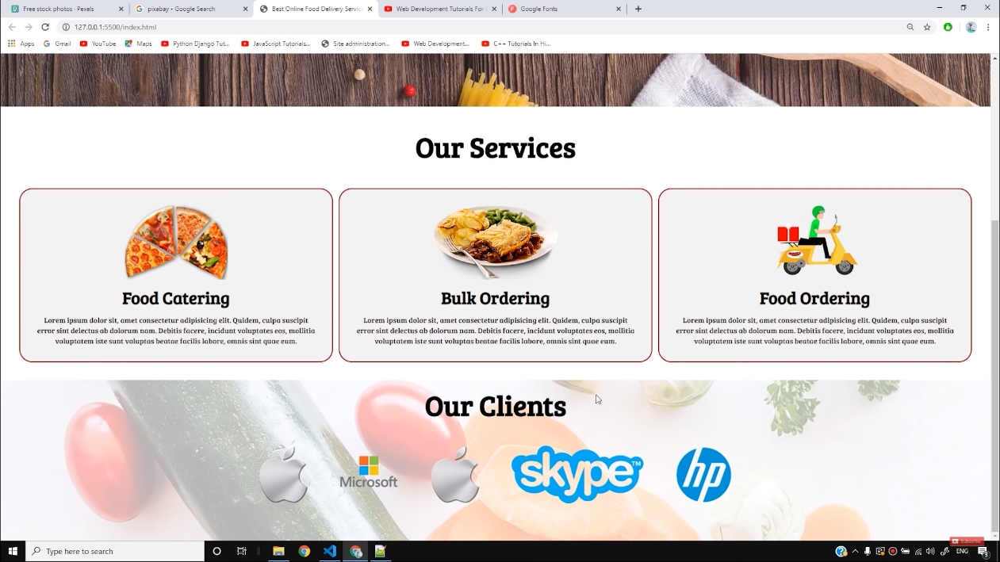 Free stock photos · Pexels
pixabay - Google Search
Best Online Food Delivery Service
Web Development Tutorials For
Google Fonts
127.0.0.1:5500/index.html
Apps
Gmail
YouTube
Maps
Python Django Tut...
JavaScript Tutorials...
Site administration...
Web Development...
C++ Tutorials In Hi...
Our Services
Food Catering
Lorem ipsum dolor sit, amet consectetur adipisicing elit. Quidem, culpa suscipit
error sint delectus ab dolorum nam. Debitis facere, incidunt voluptates eos, mollitia
voluptatem iste sunt voluptas beatae facilis labore, omnis sint quae eum.
Bulk Ordering
Lorem ipsum dolor sit, amet consectetur adipisicing elit. Quidem, culpa suscipit
error sint delectus ab dolorum nam. Debitis facere, incidunt voluptates eos, mollitia
voluptatem iste sunt voluptas beatae facilis labore, omnis sint quae eum.
Food Ordering
Lorem ipsum dolor sit, amet consectetur adipisicing elit. Quidem, culpa suscipit
error sint delectus ab dolorum nam. Debitis facere, incidunt voluptates eos, mollitia
voluptatem iste sunt voluptas beatae facilis labore, omnis sint quae eum.
Our Clients
Microsoft
skype™
hp
Type here to search
ENG
3